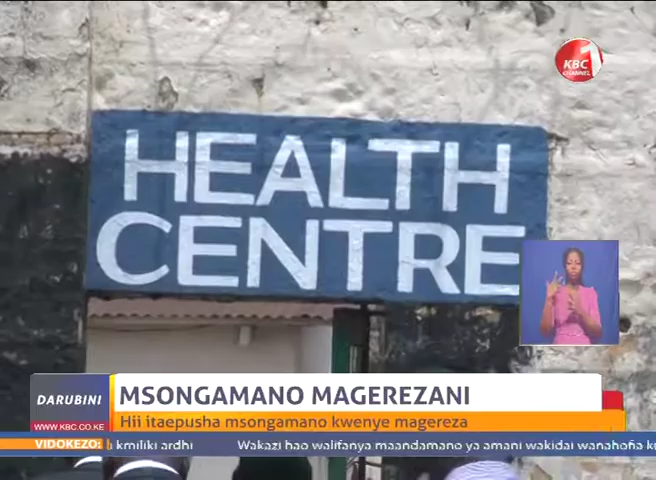 KBC
CHANNEL 1
HEALTH
CENTRE
DARUBINI
MSONGAMANO MAGEREZANI
Hii itaepusha msongamano kwenye magereza
WWW.KBC.CO.KE
VIDOKEZO: kmiliki ardhi Wakazi hao walifanya maandamano ya amani wakidai wanahofia